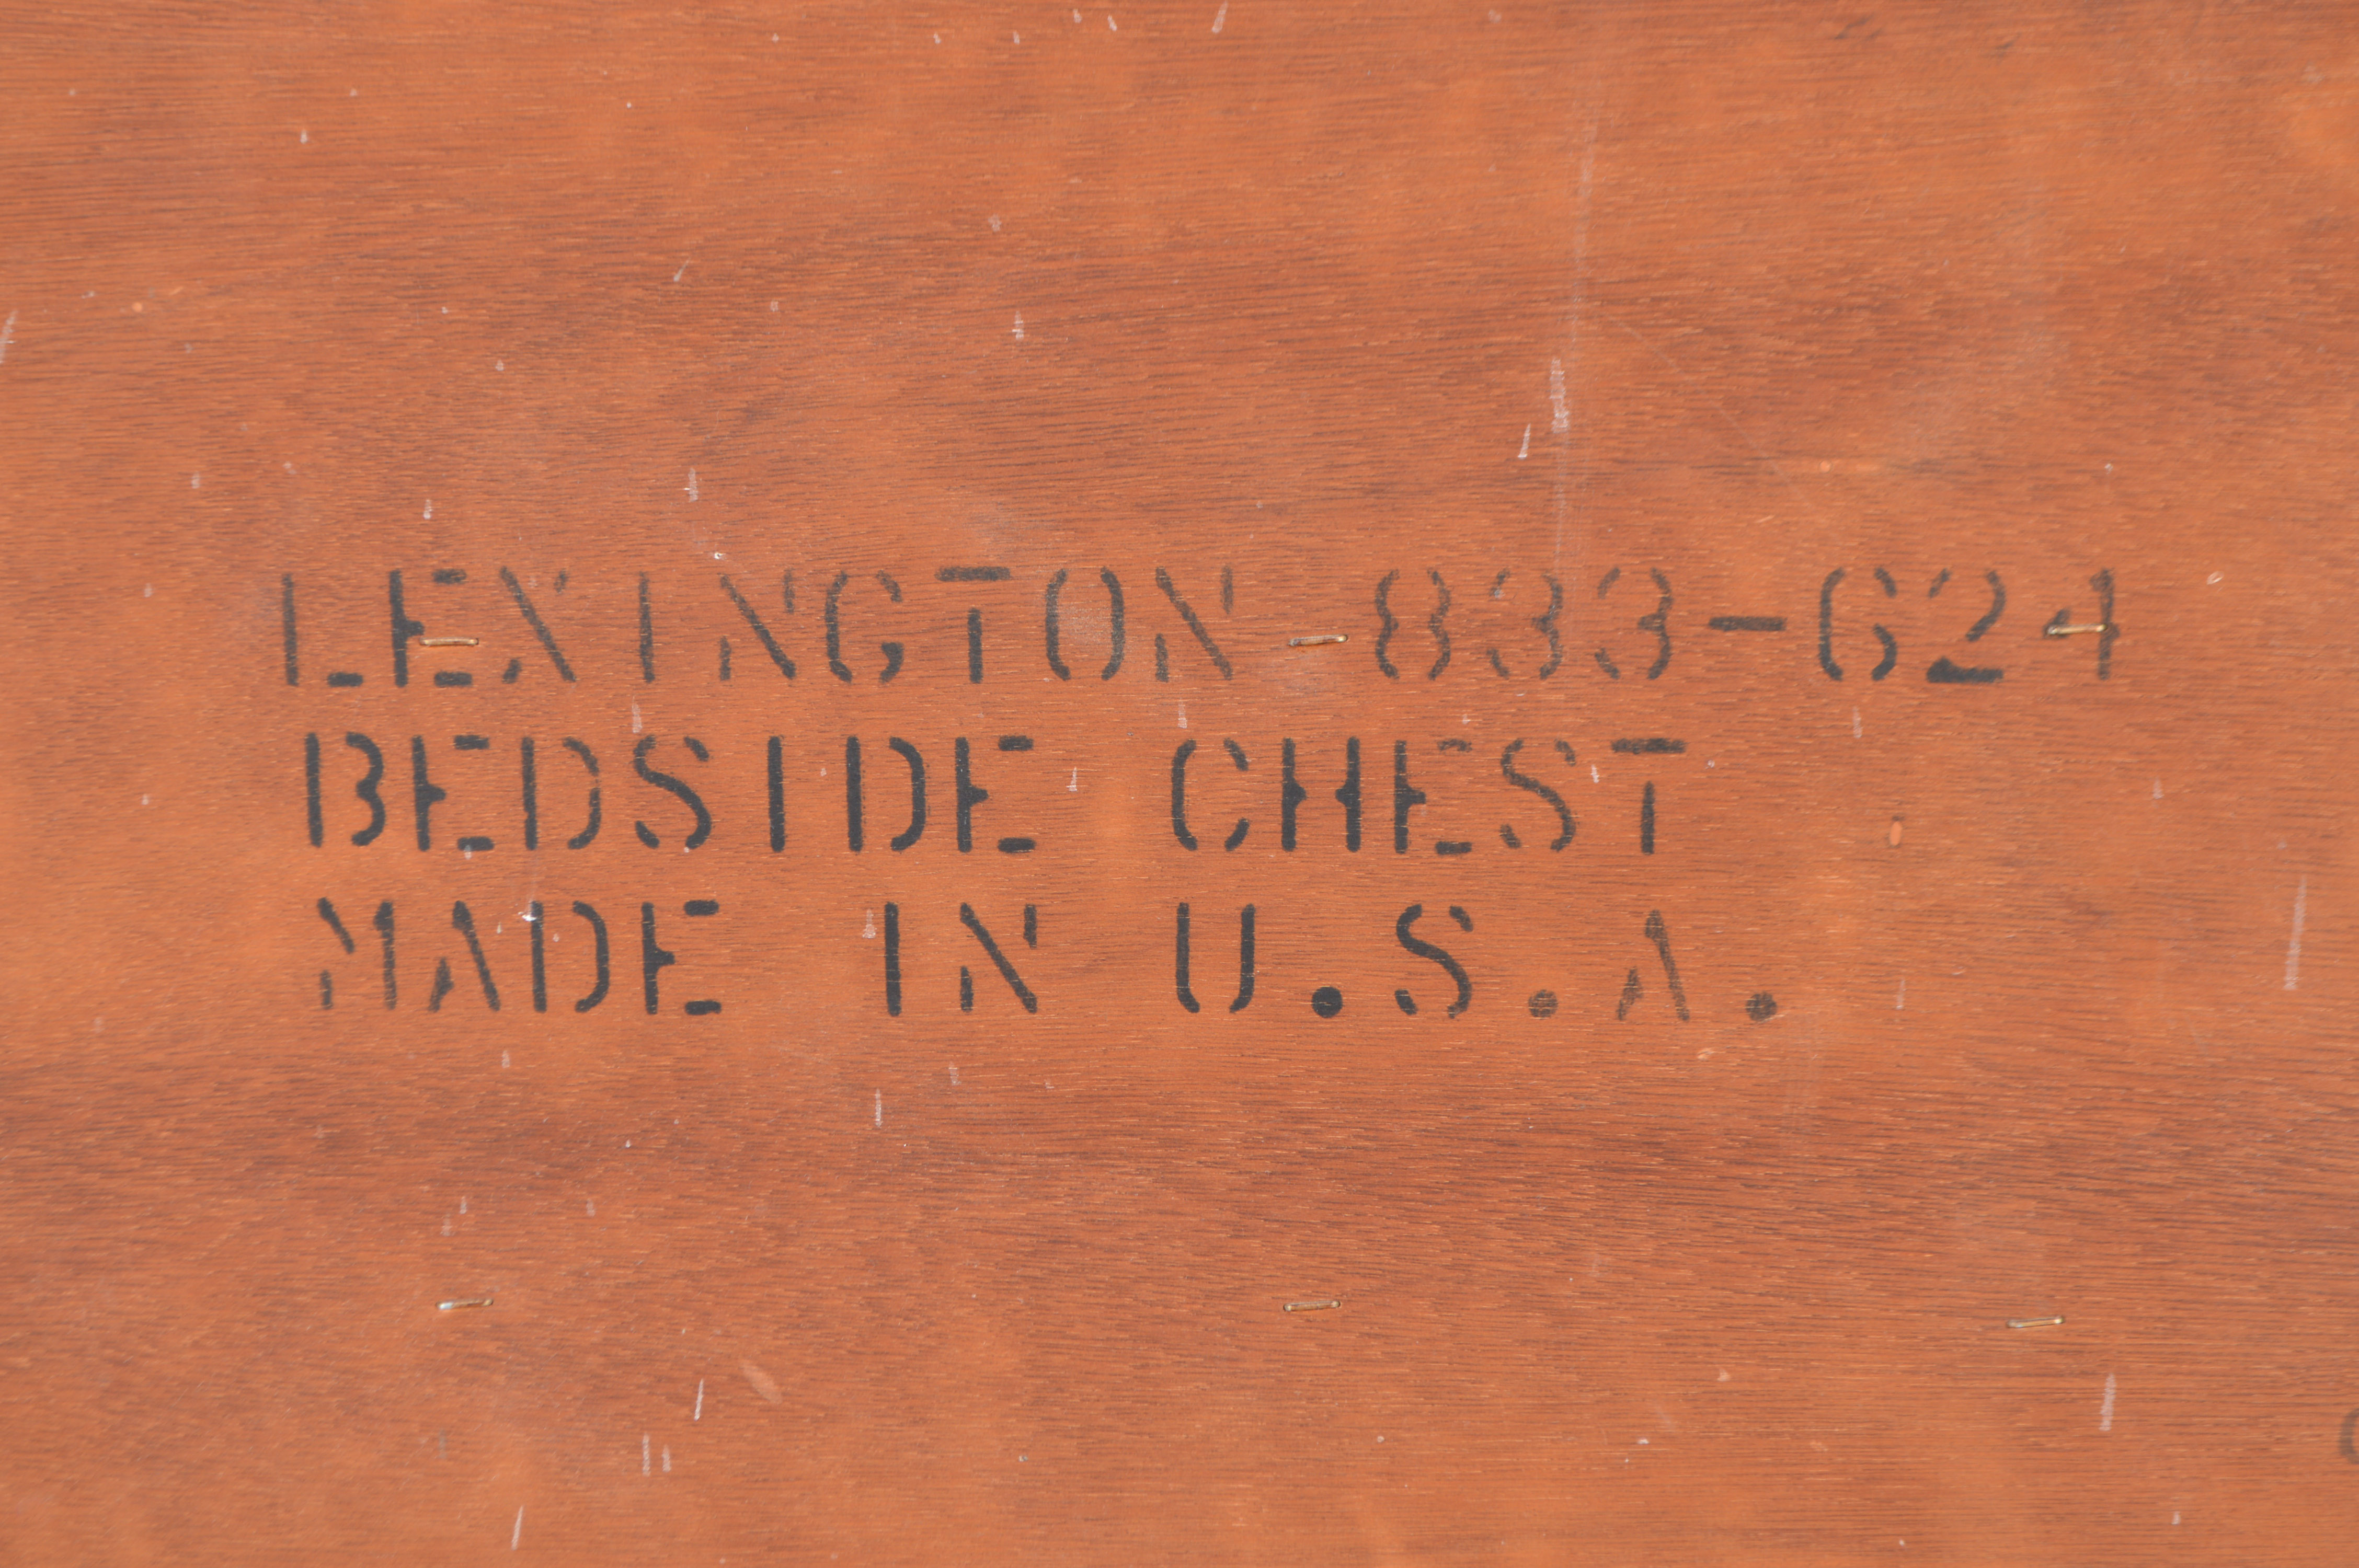 LEXINGTON 833-624
BEDSIDE CHEST
MADE IN U.S.A.